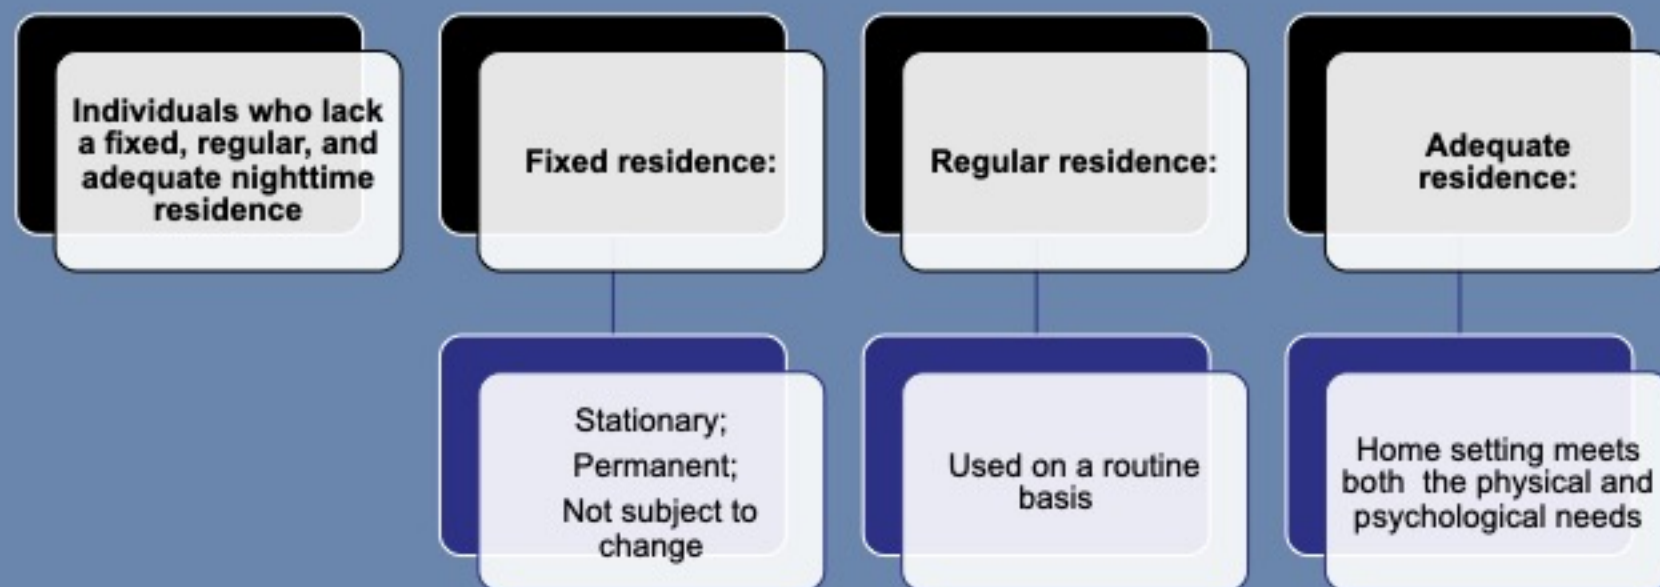 Individuals who lack
a fixed, regular, and
adequate nighttime
residence
Fixed residence:
Regular residence:
Adequate
residence:
Stationary;
Permanent;
Not subject to
change
Used on a routine
basis
Home setting meets
both the physical and
psychological needs